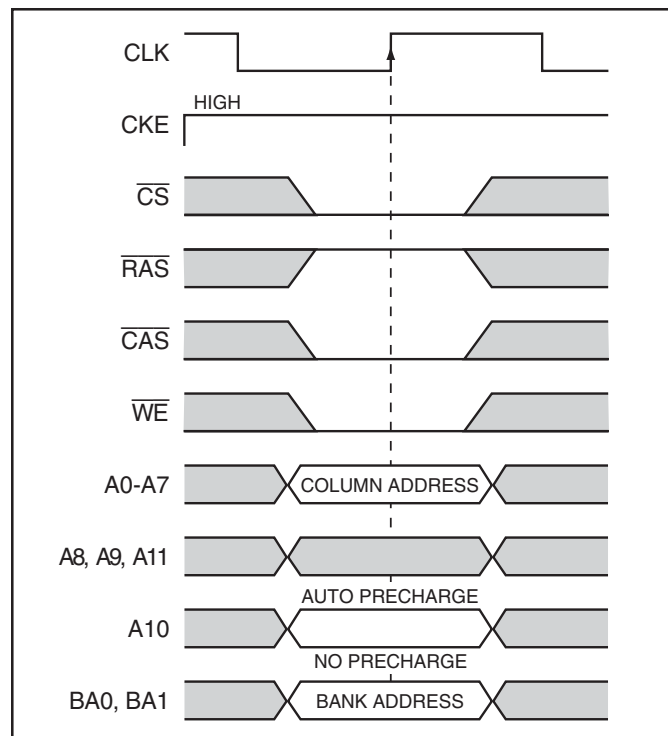 CLK
HIGH
CKE
CS
RAS
CAS
WE
A0-A7 COLUMN ADDRESS
A8, A9, A11
AUTO PRECHARGE
A10
NO PRECHARGE
BA0, BA1 BANK ADDRESS